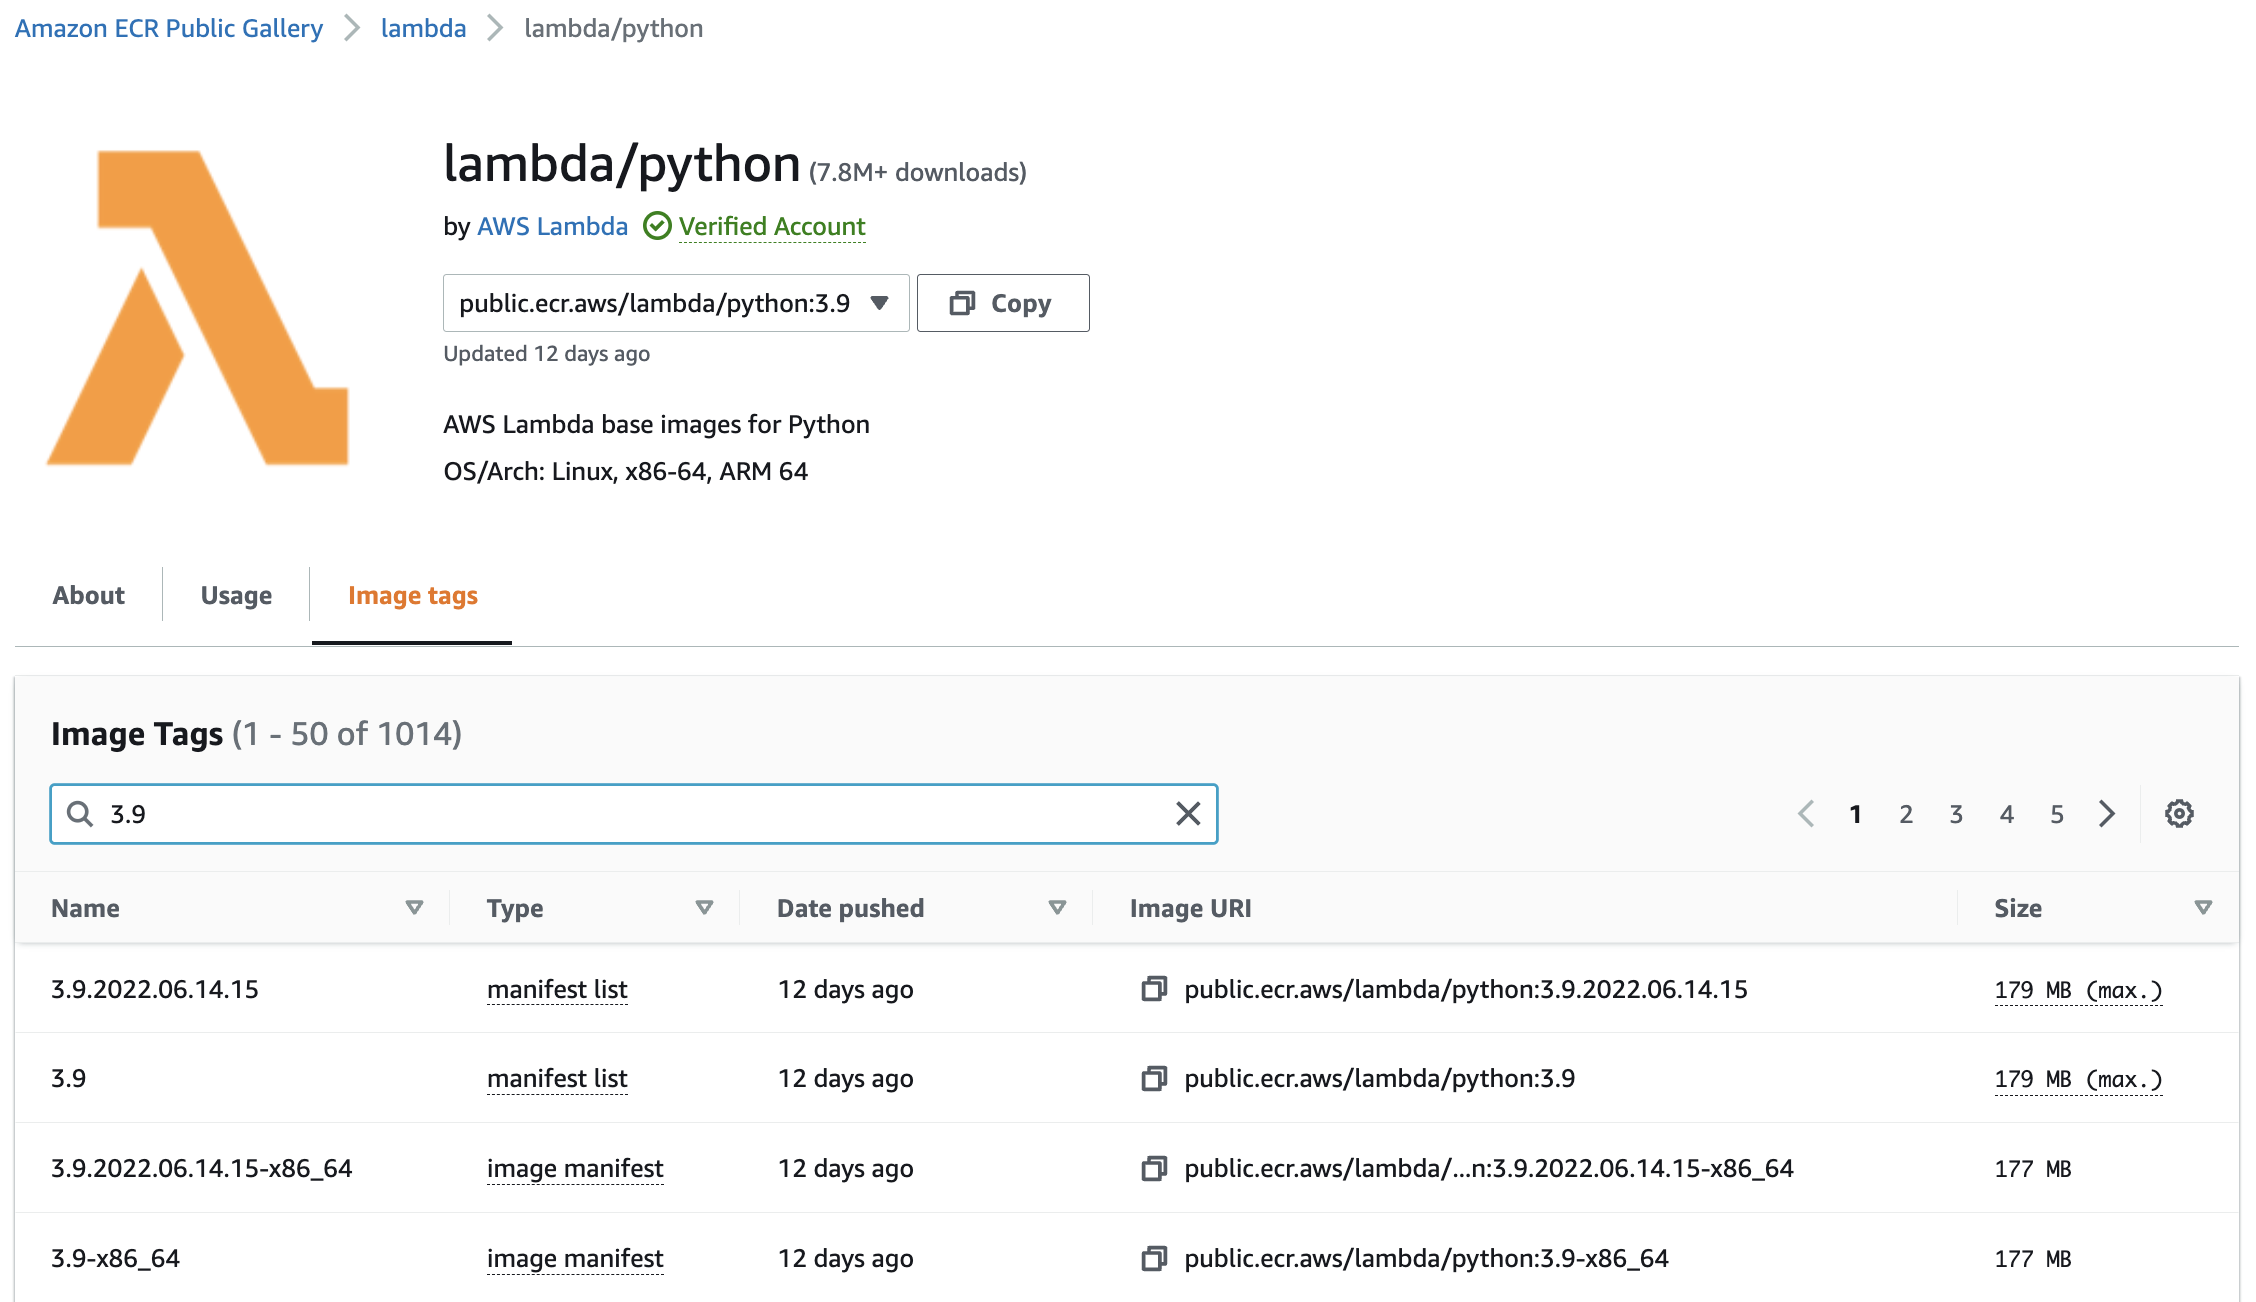 Amazon ECR Public Gallery lambda lambda/python
lambda/python (7.8M+ downloads)
by AWS Lambda Verified Account
public.ecr.aws/lambda/python:3.9 Copy
Updated 12 days ago
AWS Lambda base images for Python
OS/Arch: Linux, x86-64, ARM 64
About Usage Image tags
Image Tags (1 - 50 of 1014)
3.9 1 2 3 4 5
Name Type Date pushed Image URI Size
3.9.2022.06.14.15 manifest list 12 days ago public.ecr.aws/lambda/python:3.9.2022.06.14.15 179 MB (max.)
3.9 manifest list 12 days ago public.ecr.aws/lambda/python:3.9 179 MB (max.)
3.9.2022.06.14.15-x86_64 image manifest 12 days ago public.ecr.aws/lambda/...n:3.9.2022.06.14.15-x86_64 177 MB
3.9-x86_64 image manifest 12 days ago public.ecr.aws/lambda/python:3.9-x86_64 177 MB